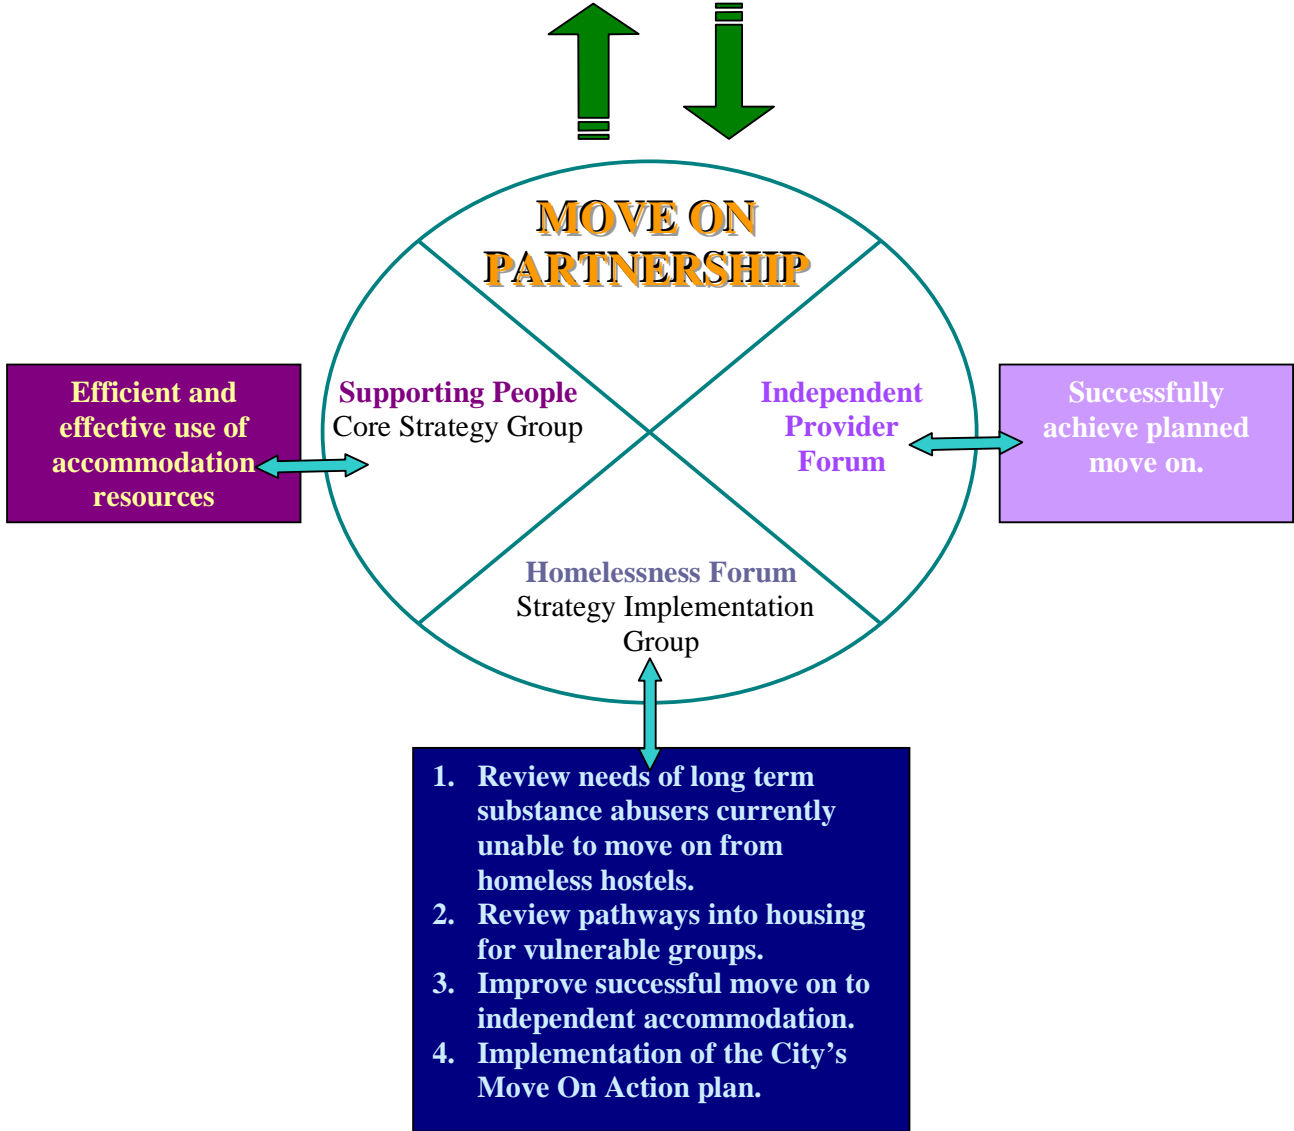 MOVE ON
PARTNERSHIP
Efficient and
effective use of
accommodation
resources
Supporting People
Core Strategy Group
Independent
Provider
Forum
Successfully
achieve planned
move on.
Homelessness Forum
Strategy Implementation
Group
1. Review needs of long term
substance abusers currently
unable to move on from
homeless hostels.
2. Review pathways into housing
for vulnerable groups.
3. Improve successful move on to
independent accommodation.
4. Implementation of the City’s
Move On Action plan.